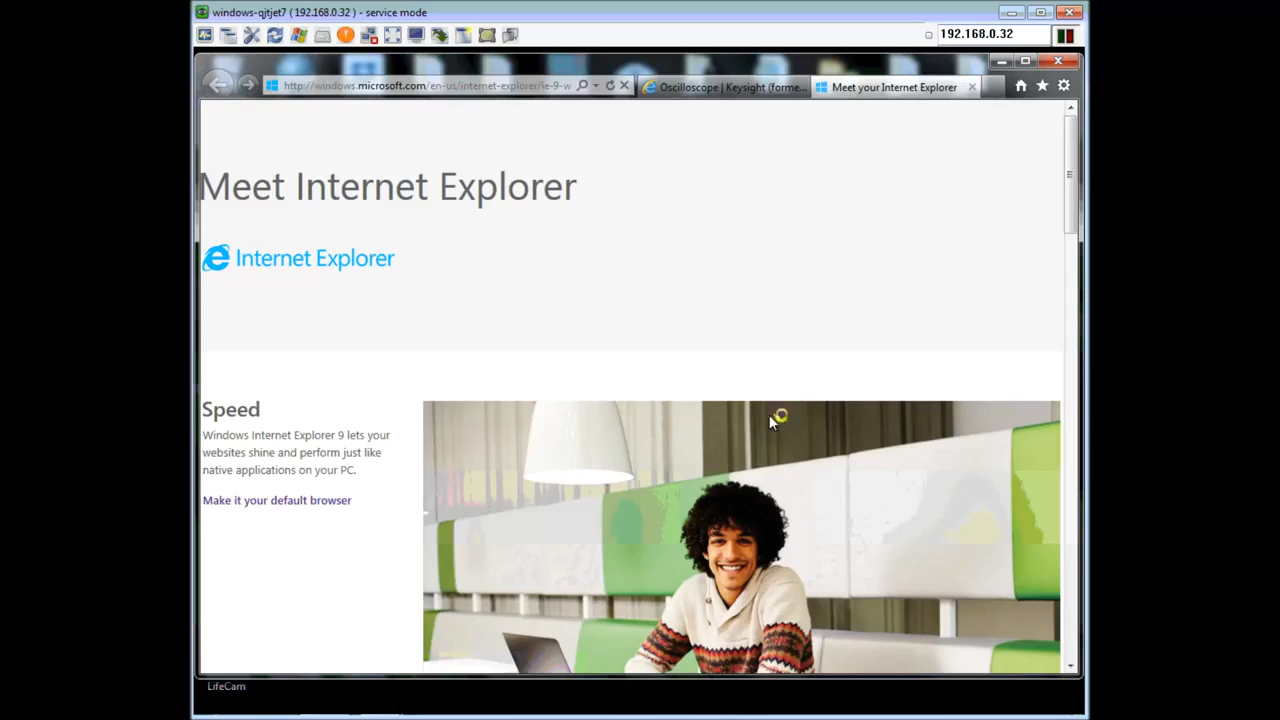 windows-qjtjet7 ( 192.168.0.32 ) - service mode
192.168.0.32
http://windows.microsoft.com/en-us/internet-explorer/ie-9-w
Oscilloscope | Keysight (forme...
Meet your Internet Explorer
Meet Internet Explorer
Internet Explorer
Speed
Windows Internet Explorer 9 lets your
websites shine and perform just like
native applications on your PC.
Make it your default browser
LifeCam